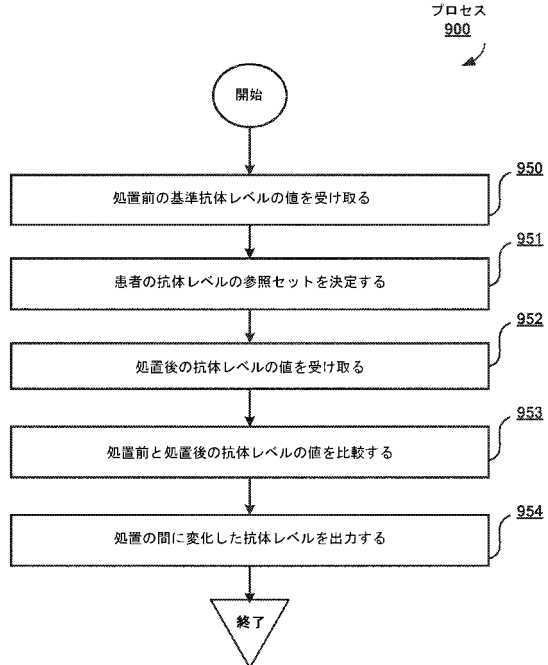 プロセス
900
開始
950
処置前の基準抗体レベルの値を受け取る
951
患者の抗体レベルの参照セットを決定する
952
処置後の抗体レベルの値を受け取る
953
処置前と処置後の抗体レベルの値を比較する
954
処置の間に変化した抗体レベルを出力する
終了